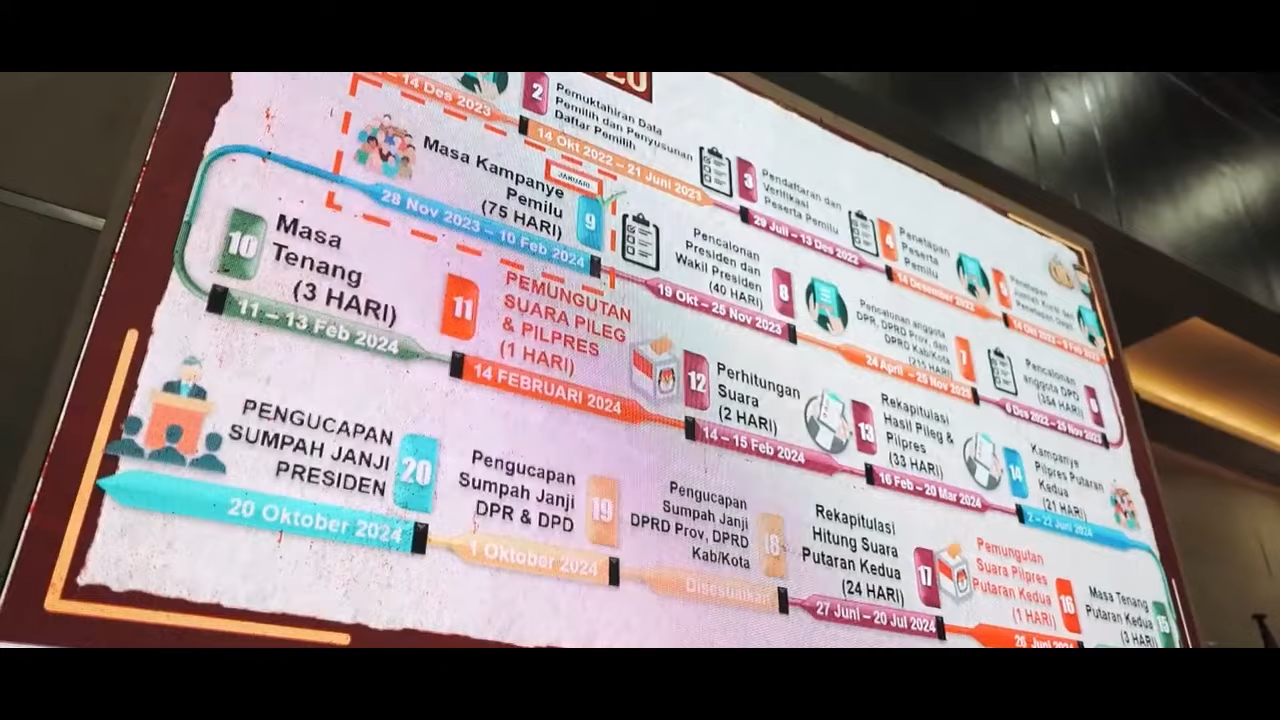 14 Des 2023
2
Pemuktahiran Data
Pemilih dan Penyusunan
Daftar Pemilih
14 Okt 2022 – 21 Juni 2023
3
Pendaftaran dan
Verifikasi
Peserta Pemilu
29 Juli – 13 Des 2022
4
Penetapan
Peserta
Pemilu
14 Desember 2022
Penetapan
Masa Kampanye
Pemilu
(75 HARI)
JANUARI
9
28 Nov 2023 – 10 Feb 2024
Pencalonan
Presiden dan
Wakil Presiden
(40 HARI)
8
19 Okt – 25 Nov 2023
Pencalonan anggota
DPR, DPRD Prov, dan
DPRD Kab/Kota
7
24 April – 25 Nov 2023
Pencalonan
anggota DPD
(354 HARI)
6 Des 2022 – 25 Nov 2023
10
Masa
Tenang
(3 HARI)
11 – 13 Feb 2024
11
PEMUNGUTAN
SUARA PILEG
& PILPRES
(1 HARI)
14 FEBRUARI 2024
12
Perhitungan
Suara
(2 HARI)
14 – 15 Feb 2024
13
Rekapitulasi
Hasil Pileg &
Pilpres
(33 HARI)
16 Feb – 20 Mar 2024
14
Kampanye
Pilpres Putaran
Kedua
(21 HARI)
2 – 22 Juni 2024
PENGUCAPAN
SUMPAH JANJI
PRESIDEN
20
20 Oktober 2024
Pengucapan
Sumpah Janji
DPR & DPD
19
1 Oktober 2024
Pengucapan
Sumpah Janji
DPRD Prov, DPRD
Kab/Kota
18
Disesuaikan
Rekapitulasi
Hitung Suara
Putaran Kedua
(24 HARI)
17
27 Juni – 20 Jul 2024
Pemungutan
Suara Pilpres
Putaran Kedua
(1 HARI)
16
26 Juni 2024
Masa Tenang
Putaran Kedua
(3 HARI)
15